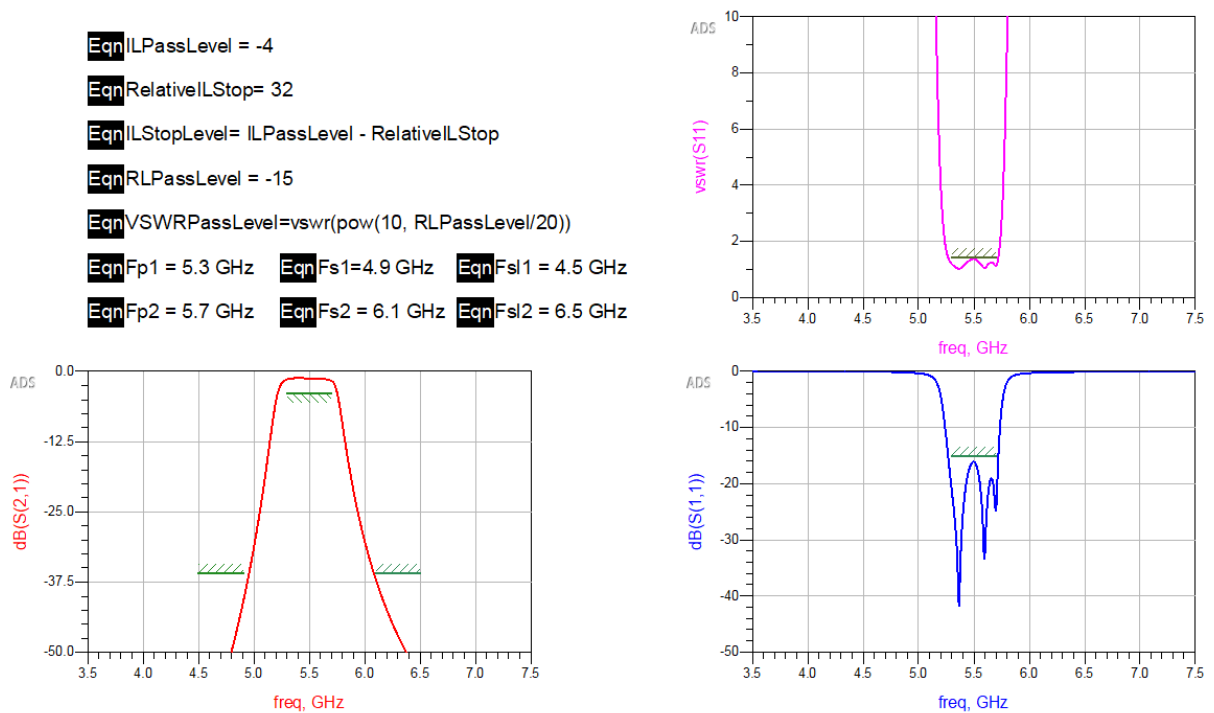 Eqn ILPassLevel = -4
Eqn RelativeILStop= 32
Eqn ILStopLevel= ILPassLevel - RelativeILStop
Eqn RLPassLevel = -15
Eqn VSWRPassLevel=vswr(pow(10, RLPassLevel/20))
Eqn Fp1 = 5.3 GHz Eqn Fs1=4.9 GHz Eqn Fsl1 = 4.5 GHz
Eqn Fp2 = 5.7 GHz Eqn Fs2 = 6.1 GHz Eqn Fsl2 = 6.5 GHz
ADS
vswr(S11)
10
8
6
4
2
0
3.5 4.0 4.5 5.0 5.5 6.0 6.5 7.0 7.5
freq, GHz
ADS
dB(S(2,1))
0.0
-12.5
-25.0
-37.5
-50.0
3.5 4.0 4.5 5.0 5.5 6.0 6.5 7.0 7.5
freq, GHz
ADS
dB(S(1,1))
0
-10
-20
-30
-40
-50
3.5 4.0 4.5 5.0 5.5 6.0 6.5 7.0 7.5
freq, GHz